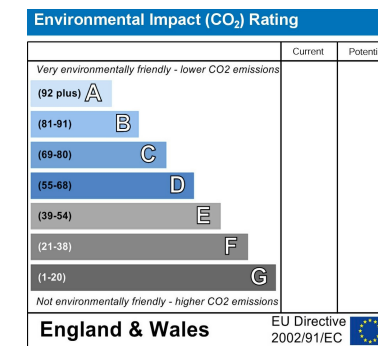 Environmental Impact (CO₂) Rating
Current Potenti
Very environmentally friendly - lower CO2 emissions
(92 plus) A
(81-91) B
(69-80) C
(55-68) D
(39-54) E
(21-38) F
(1-20) G
Not environmentally friendly - higher CO2 emissions
England & Wales
EU Directive
2002/91/EC